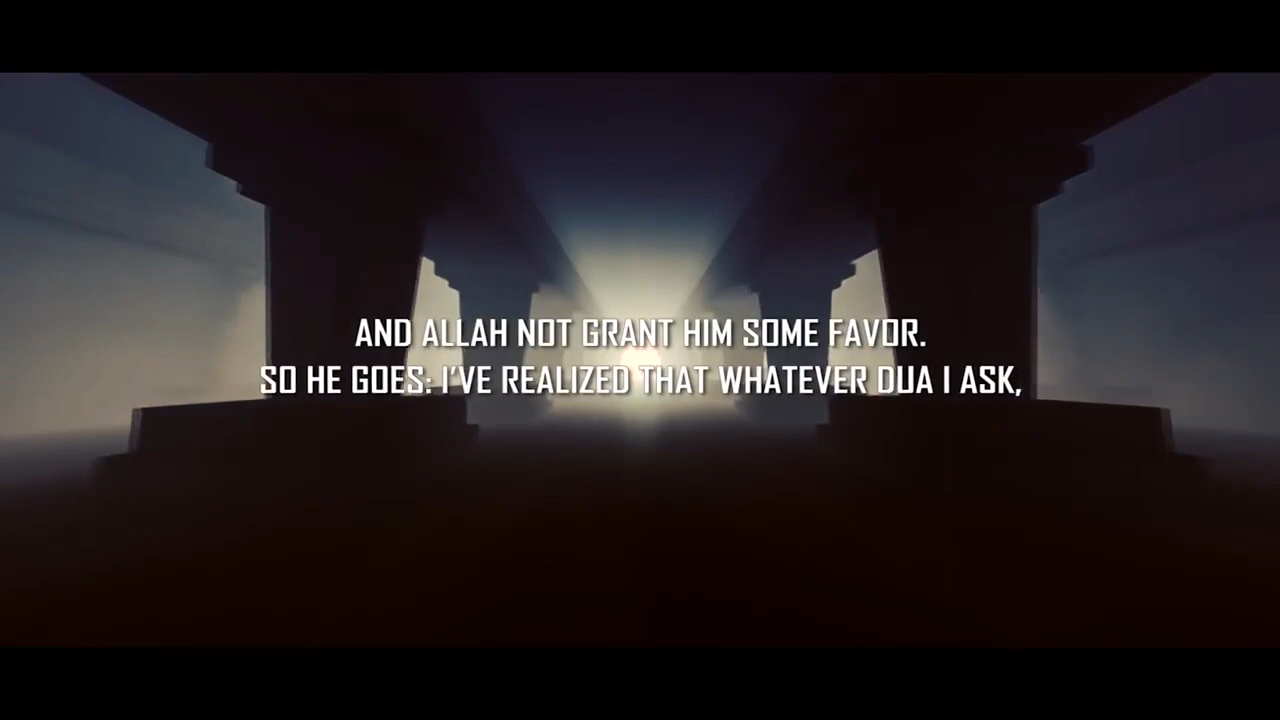 AND ALLAH NOT GRANT HIM SOME FAVOR.
SO HE GOES: I'VE REALIZED THAT WHATEVER DUA I ASK,